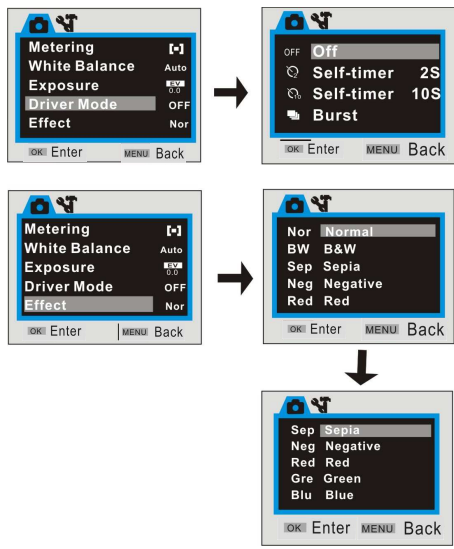 Metering [•]
White Balance Auto
Exposure EV 0.0
Driver Mode OFF
Effect Nor
OK Enter MENU Back
OFF Off
Self-timer 2S
Self-timer 10S
Burst
OK Enter MENU Back
Metering [•]
White Balance Auto
Exposure EV 0.0
Driver Mode OFF
Effect Nor
OK Enter MENU Back
Nor Normal
BW B&W
Sep Sepia
Neg Negative
Red Red
OK Enter MENU Back
Sep Sepia
Neg Negative
Red Red
Gre Green
Blu Blue
OK Enter MENU Back